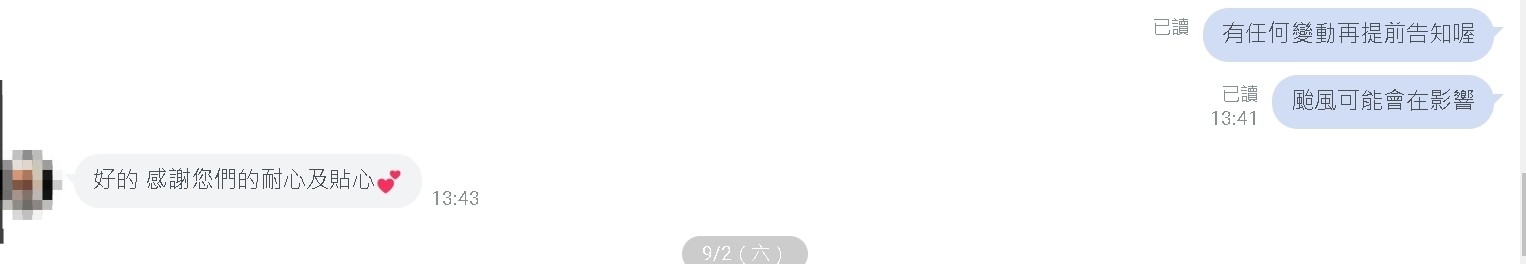 已讀 有任何變動再提前告知喔
已讀
13:41 颱風可能會在影響
好的 感謝您們的耐心及貼心💕
13:43
9/2（六）